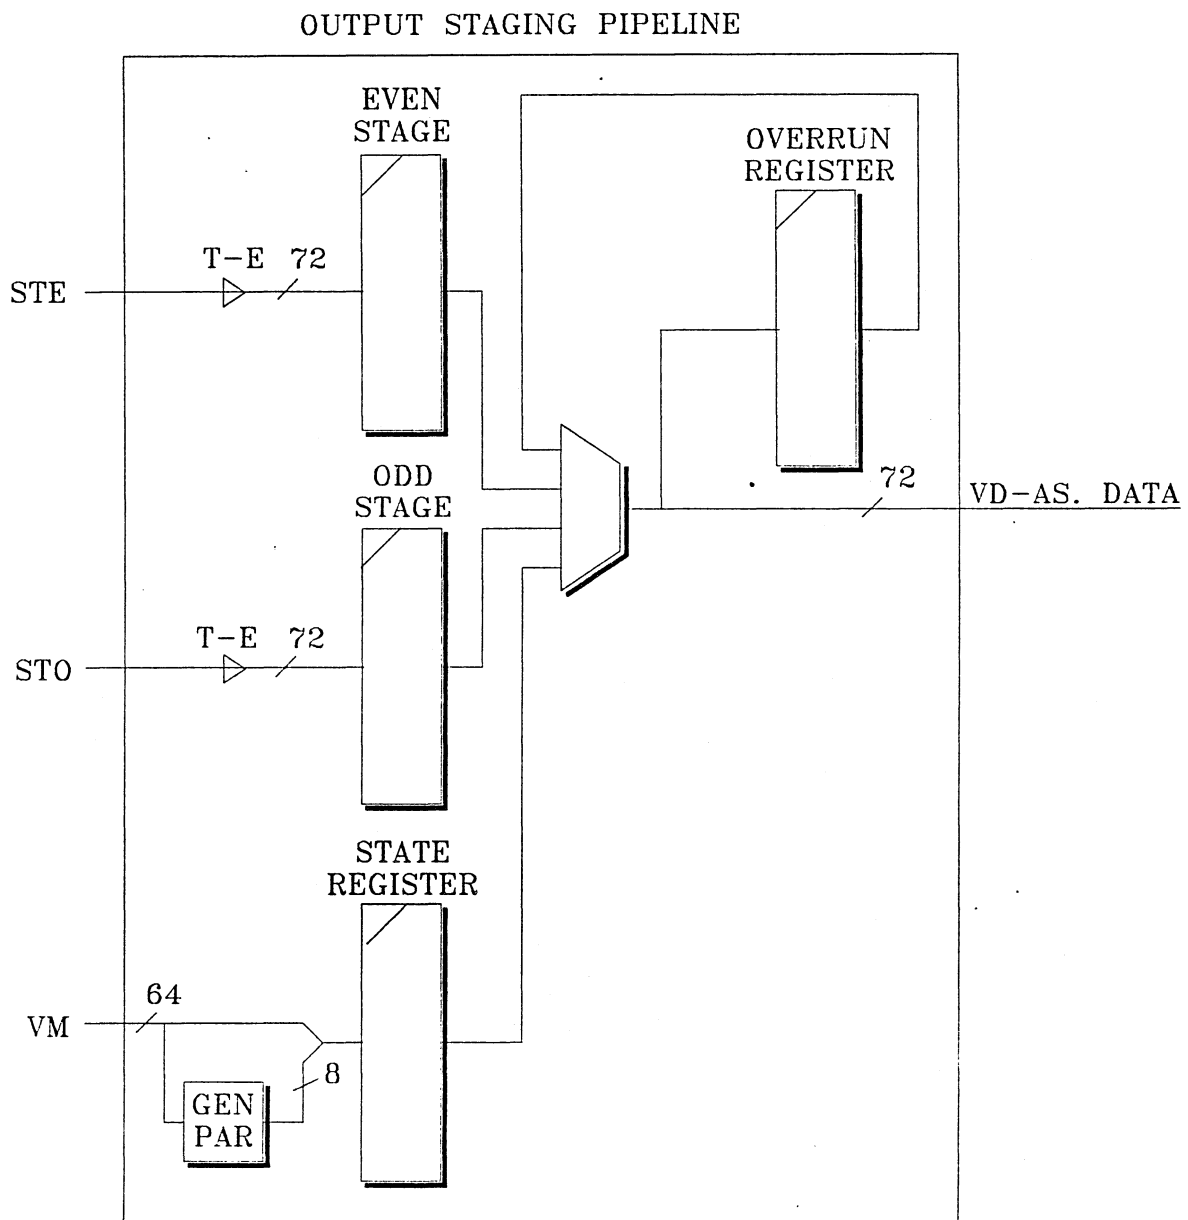 OUTPUT STAGING PIPELINE
EVEN
STAGE
OVERRUN
REGISTER
T-E 72
STE
ODD
STAGE
72
VD-AS. DATA
T-E 72
STO
STATE
REGISTER
64
VM
8
GEN
PAR